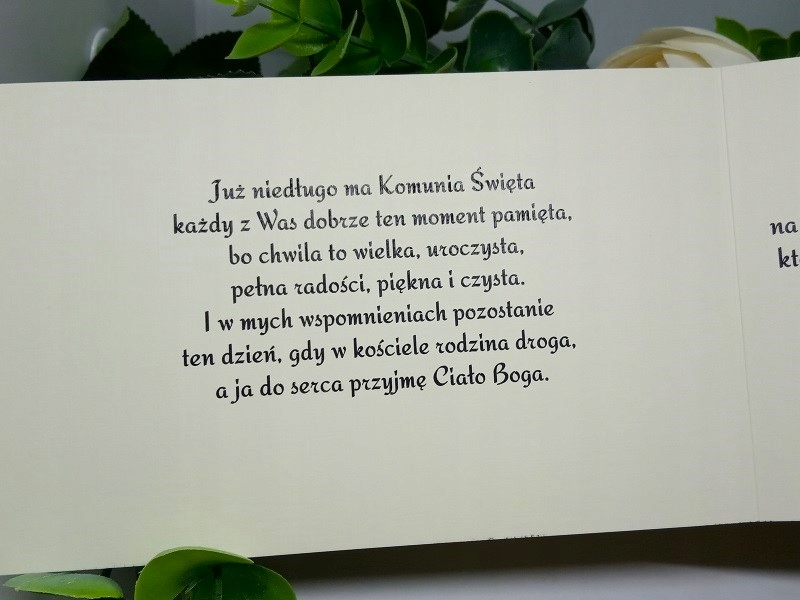 Już niedługo ma Komunia Święta
każdy z Was dobrze ten moment pamięta,
bo chwila to wielka, uroczysta,
pełna radości, piękna i czysta.
I w mych wspomnieniach pozostanie
ten dzień, gdy w kościele rodzina droga,
a ja do serca przyjmę Ciało Boga.
na